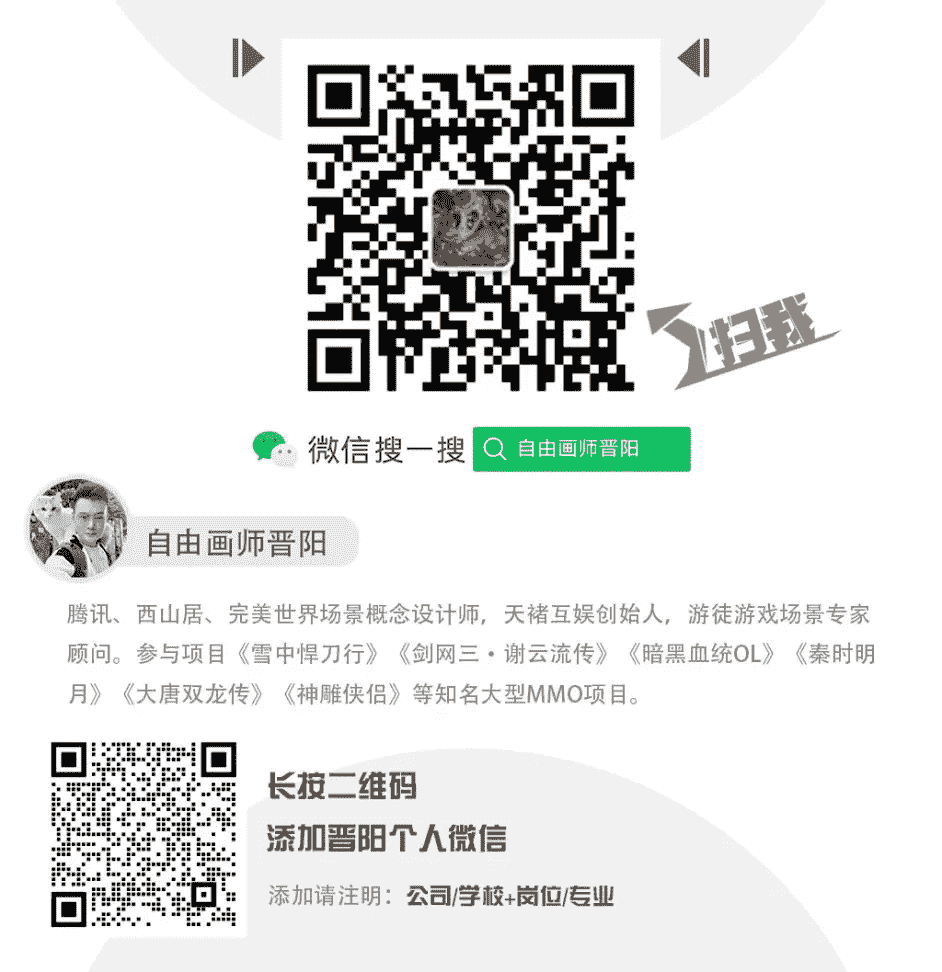 扫我
微信搜一搜 自由画师晋阳
自由画师晋阳
腾讯、西山居、完美世界场景概念设计师，天褚互娱创始人，游徒游戏场景专家
顾问。参与项目《雪中悍刀行》《剑网三·谢云流传》《暗黑血统OL》《秦时明
月》《大唐双龙传》《神雕侠侣》等知名大型MMO项目。
长按二维码
添加晋阳个人微信
添加请注明：公司/学校+岗位/专业